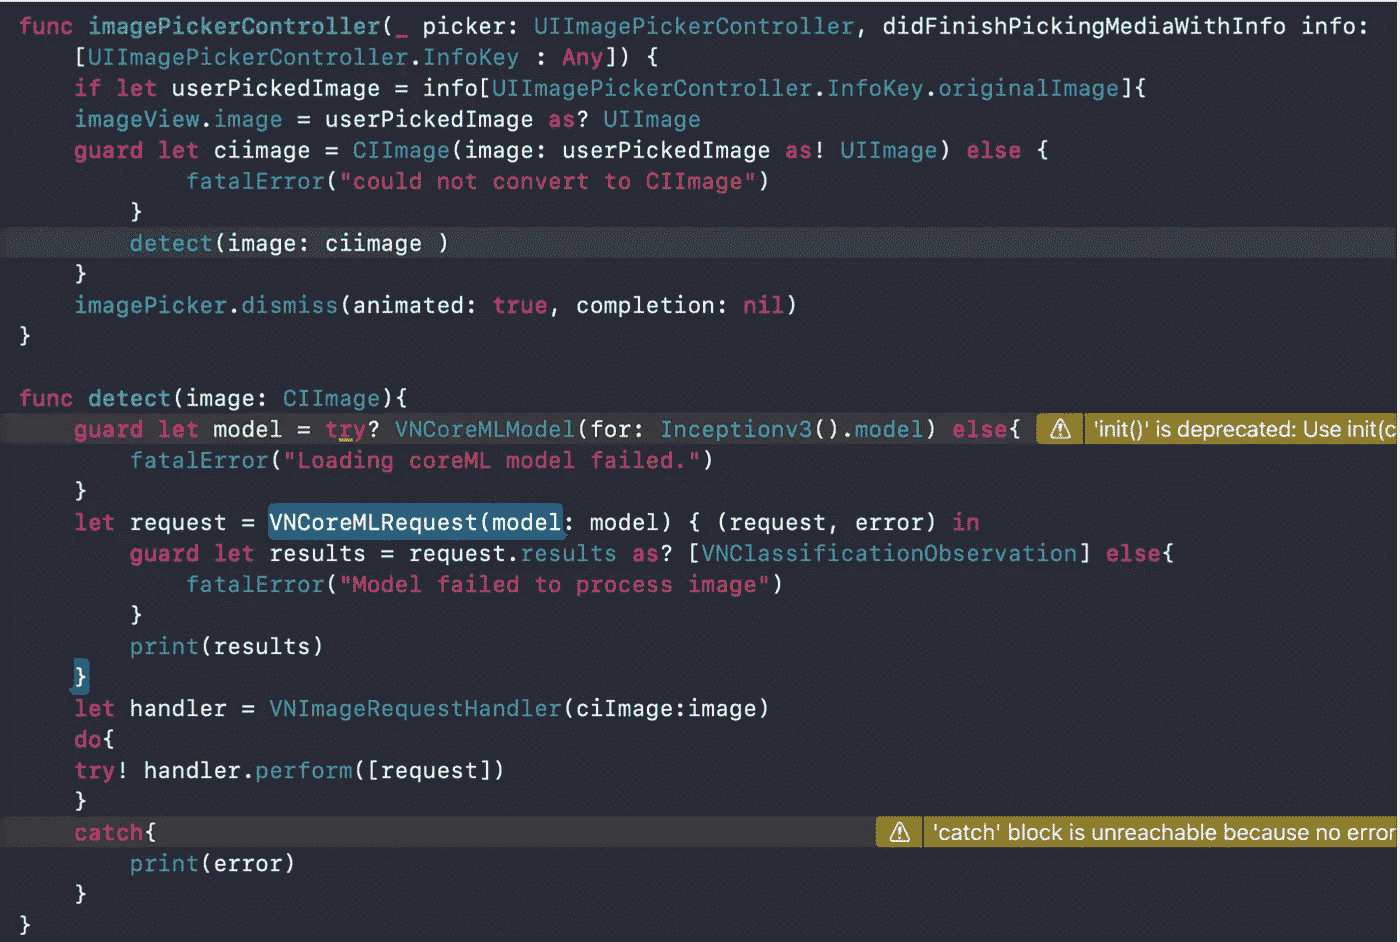 func imagePickerController(_ picker: UIImagePickerController, didFinishPickingMediaWithInfo info:
[UIImagePickerController.InfoKey : Any]) {
if let userPickedImage = info[UIImagePickerController.InfoKey.originalImage]{
imageView.image = userPickedImage as? UIImage
guard let ciimage = CIImage(image: userPickedImage as! UIImage) else {
fatalError("could not convert to CIImage")
}
detect(image: ciimage )
}
imagePicker.dismiss(animated: true, completion: nil)
}
func detect(image: CIImage){
guard let model = try? VNCoreMLModel(for: Inceptionv3().model) else{ 'init()' is deprecated: Use init(c
fatalError("Loading coreML model failed.")
}
let request = VNCoreMLRequest(model: model) { (request, error) in
guard let results = request.results as? [VNClassificationObservation] else{
fatalError("Model failed to process image")
}
print(results)
}
let handler = VNImageRequestHandler(ciImage:image)
do{
try! handler.perform([request])
}
catch{ 'catch' block is unreachable because no error
print(error)
}
}